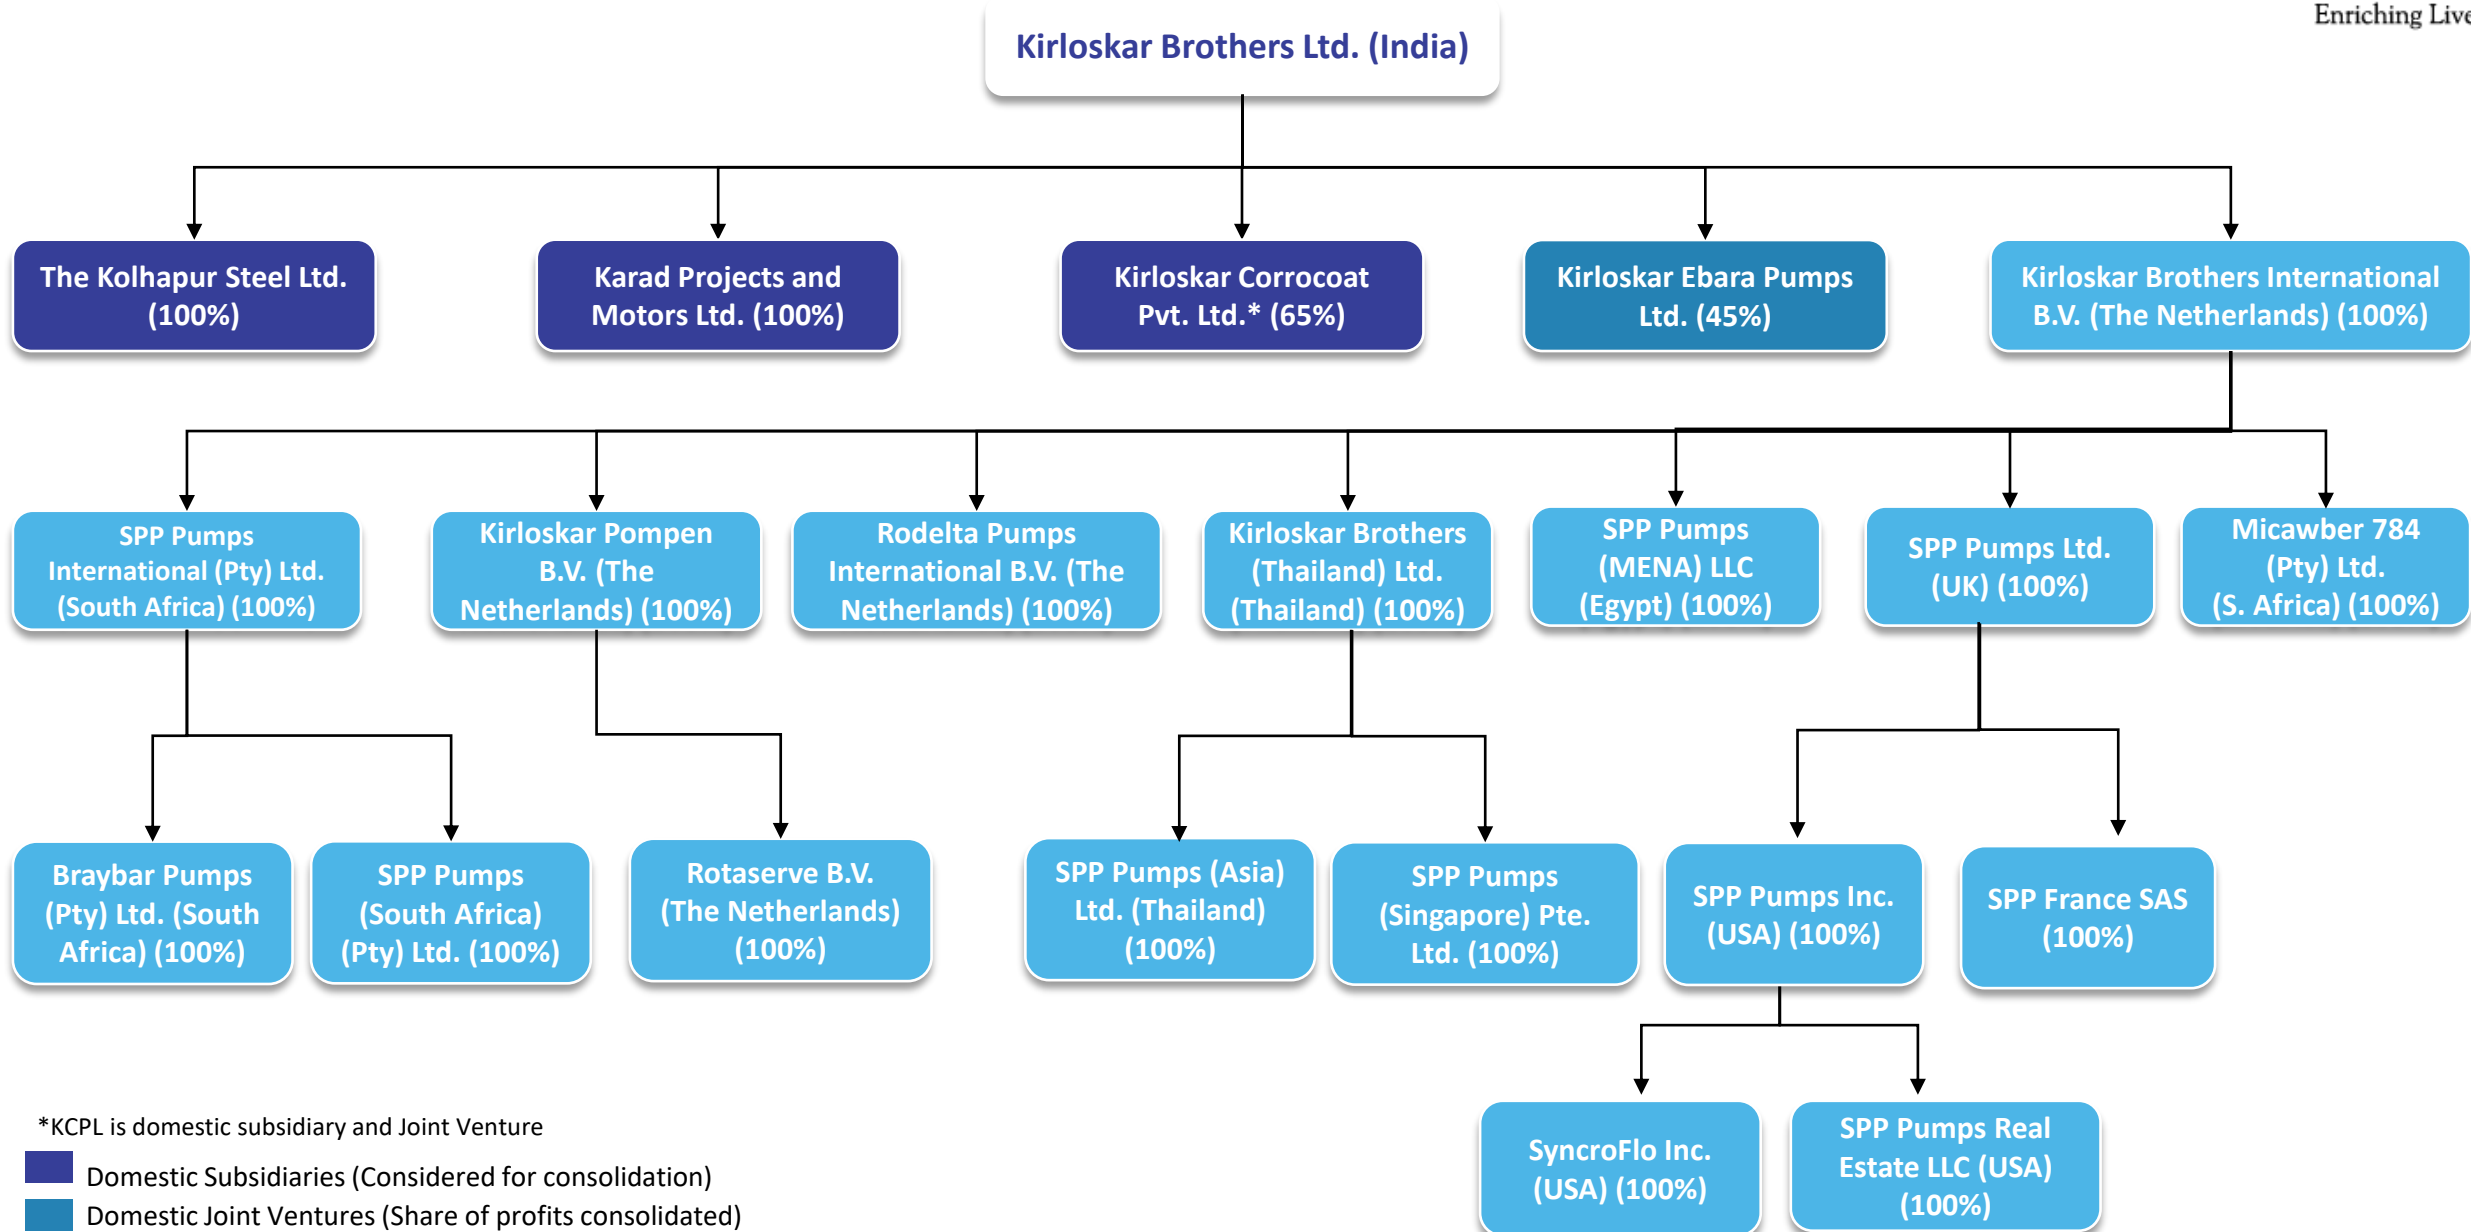 Enriching Live
Kirloskar Brothers Ltd. (India)
The Kolhapur Steel Ltd.
(100%)
Karad Projects and
Motors Ltd. (100%)
Kirloskar Corrocoat
Pvt. Ltd.* (65%)
Kirloskar Ebara Pumps
Ltd. (45%)
Kirloskar Brothers International
B.V. (The Netherlands) (100%)
SPP Pumps
International (Pty) Ltd.
(South Africa) (100%)
Kirloskar Pompen
B.V. (The
Netherlands) (100%)
Rodelta Pumps
International B.V. (The
Netherlands) (100%)
Kirloskar Brothers
(Thailand) Ltd.
(Thailand) (100%)
SPP Pumps
(MENA) LLC
(Egypt) (100%)
SPP Pumps Ltd.
(UK) (100%)
Micawber 784
(Pty) Ltd.
(S. Africa) (100%)
Braybar Pumps
(Pty) Ltd. (South
Africa) (100%)
SPP Pumps
(South Africa)
(Pty) Ltd. (100%)
Rotaserve B.V.
(The Netherlands)
(100%)
SPP Pumps (Asia)
Ltd. (Thailand)
(100%)
SPP Pumps
(Singapore) Pte.
Ltd. (100%)
SPP Pumps Inc.
(USA) (100%)
SPP France SAS
(100%)
SyncroFlo Inc.
(USA) (100%)
SPP Pumps Real
Estate LLC (USA)
(100%)
*KCPL is domestic subsidiary and Joint Venture
Domestic Subsidiaries (Considered for consolidation)
Domestic Joint Ventures (Share of profits consolidated)